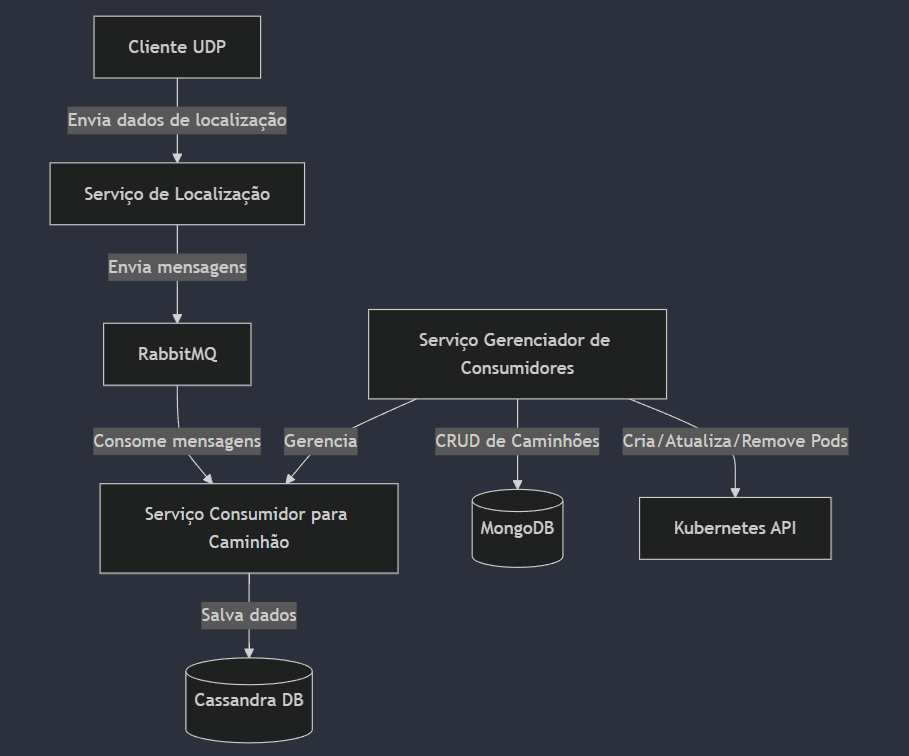 Cliente UDP
Envia dados de localização
Serviço de Localização
Envia mensagens
RabbitMQ
Serviço Gerenciador de
Consumidores
Consome mensagens
Gerencia
CRUD de Caminhões
Cria/Atualiza/Remove Pods
Serviço Consumidor para
Caminhão
MongoDB
Kubernetes API
Salva dados
Cassandra DB